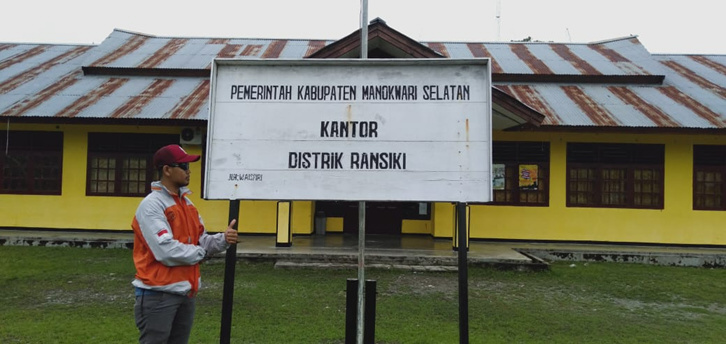 PEMERINTAH KABUPATEN MANOKWARI SELATAN
KANTOR
DISTRIK RANSIKI